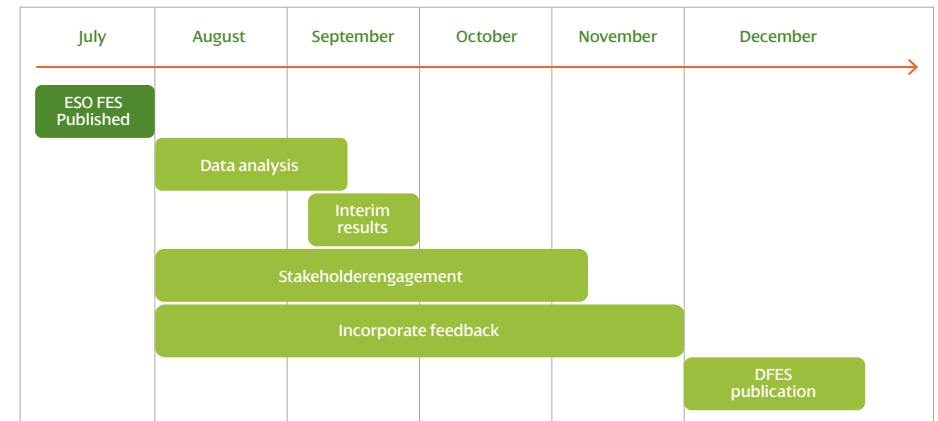 July August September October November December
ESO FES
Published
Data analysis
Interim
results
Stakeholderengagement
Incorporate feedback
DFES
publication